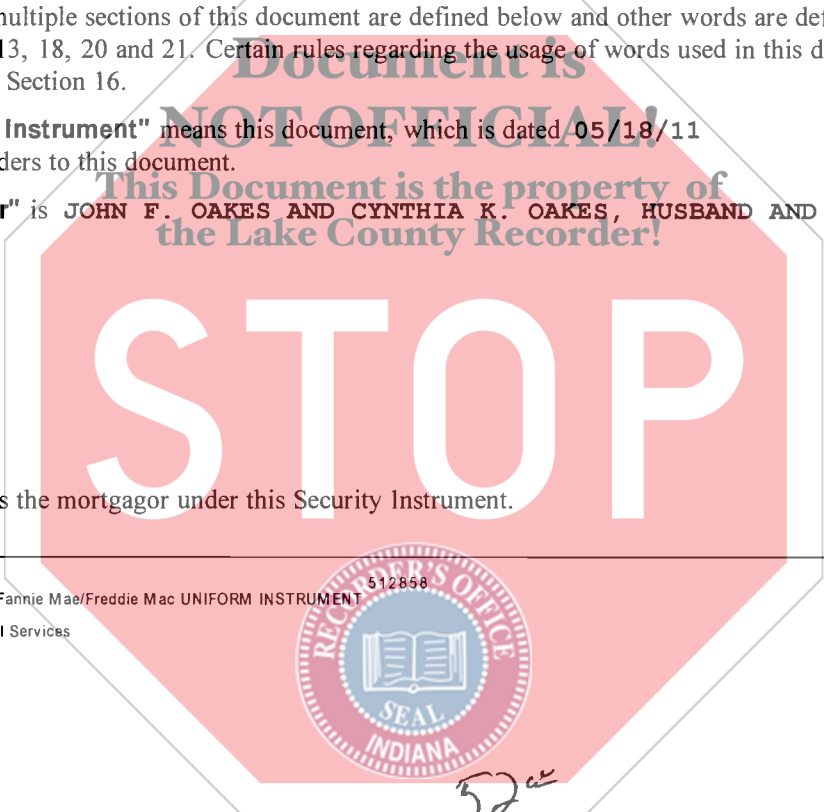 multiple sections of this document are defined below and other words are def
13, 18, 20 and 21. Certain rules regarding the usage of words used in this d
Section 16.
Document is
NOT OFFICIAL!
This Document is the property of
the Lake County Recorder!
Instrument" means this document, which is dated 05/18/11
ders to this document.
r" is JOHN F. OAKES AND CYNTHIA K. OAKES, HUSBAND AND
STOP
s the mortgagor under this Security Instrument.
512858
Fannie Mae/Freddie Mac UNIFORM INSTRUMENT
l Services
RECORDER'S OFFICE
SEAL
INDIANA